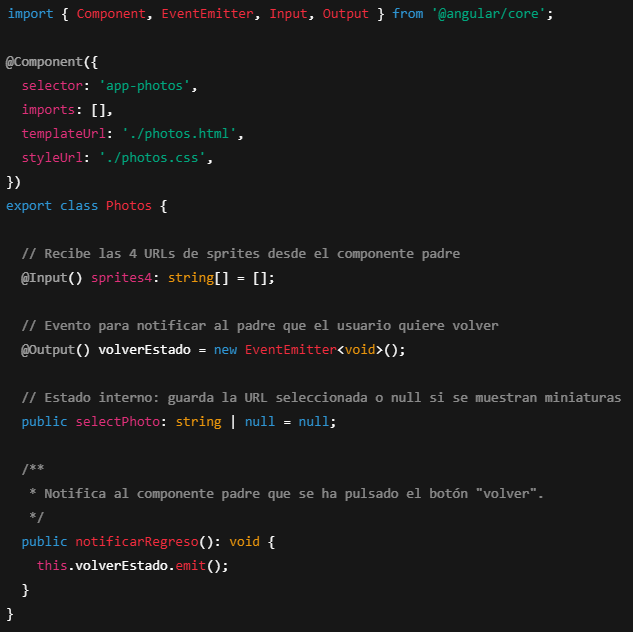 import { Component, EventEmitter, Input, Output } from '@angular/core';
@Component({
  selector: 'app-photos',
  imports: [],
  templateUrl: './photos.html',
  styleUrl: './photos.css',
})
export class Photos {
  // Recibe las 4 URLs de sprites desde el componente padre
  @Input() sprites4: string[] = [];
  // Evento para notificar al padre que el usuario quiere volver
  @Output() volverEstado = new EventEmitter<void>();
  // Estado interno: guarda la URL seleccionada o null si se muestran miniaturas
  public selectPhoto: string | null = null;
  /**
   * Notifica al componente padre que se ha pulsado el botón "volver".
   */
  public notificarRegreso(): void {
    this.volverEstado.emit();
  }
}